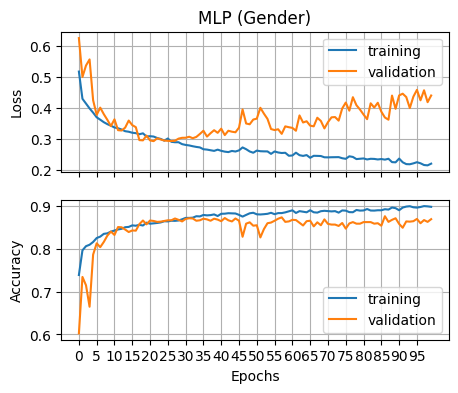 MLP (Gender)
0.6
0.5
0.4
0.3
0.2
Loss
training
validation
0.9
0.8
0.7
0.6
Accuracy
training
validation
0 5 10 15 20 25 30 35 40 45 50 55 60 65 70 75 80 85 90 95
Epochs